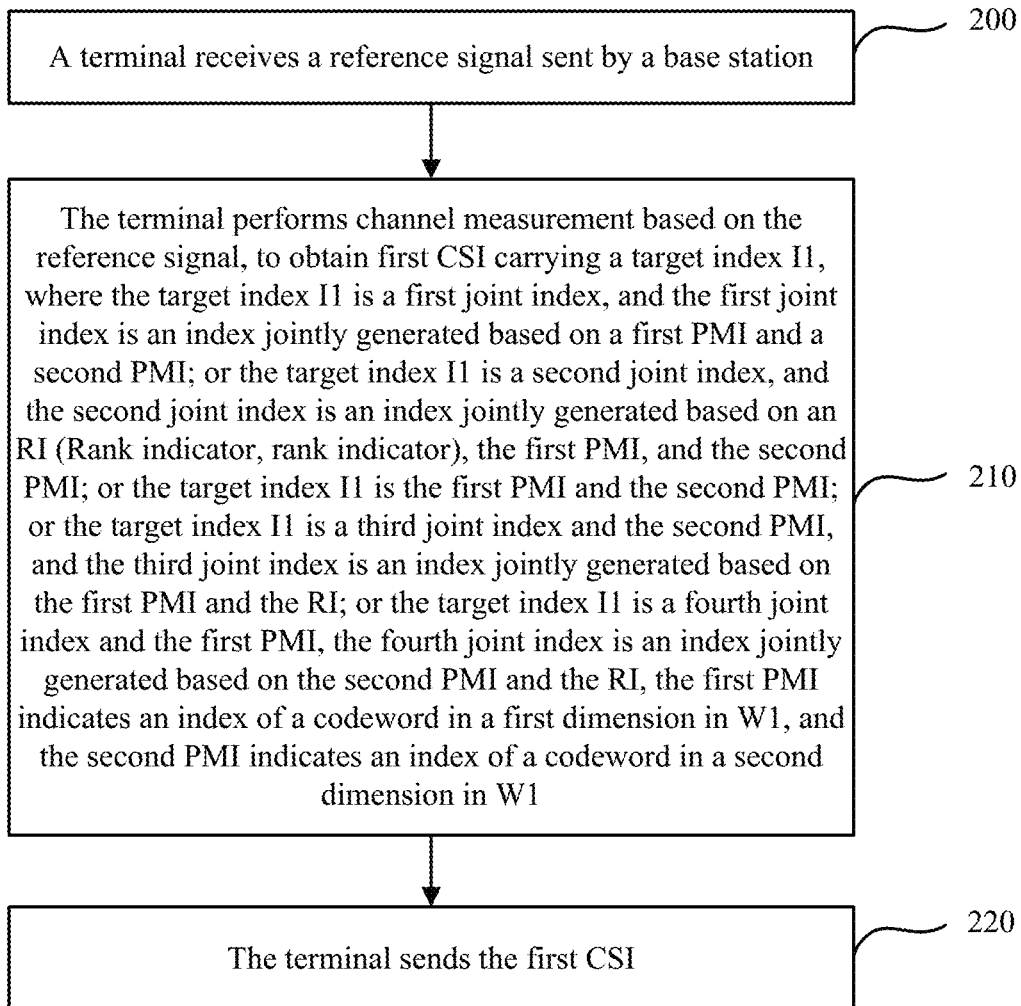 200
A terminal receives a reference signal sent by a base station
The terminal performs channel measurement based on the
reference signal, to obtain first CSI carrying a target index I1,
where the target index I1 is a first joint index, and the first joint
index is an index jointly generated based on a first PMI and a
second PMI; or the target index I1 is a second joint index, and
the second joint index is an index jointly generated based on an
RI (Rank indicator, rank indicator), the first PMI, and the second
PMI; or the target index I1 is the first PMI and the second PMI;
or the target index I1 is a third joint index and the second PMI,
and the third joint index is an index jointly generated based on
the first PMI and the RI; or the target index I1 is a fourth joint
index and the first PMI, the fourth joint index is an index jointly
generated based on the second PMI and the RI, the first PMI
indicates an index of a codeword in a first dimension in W1, and
the second PMI indicates an index of a codeword in a second
dimension in W1
210
220
The terminal sends the first CSI